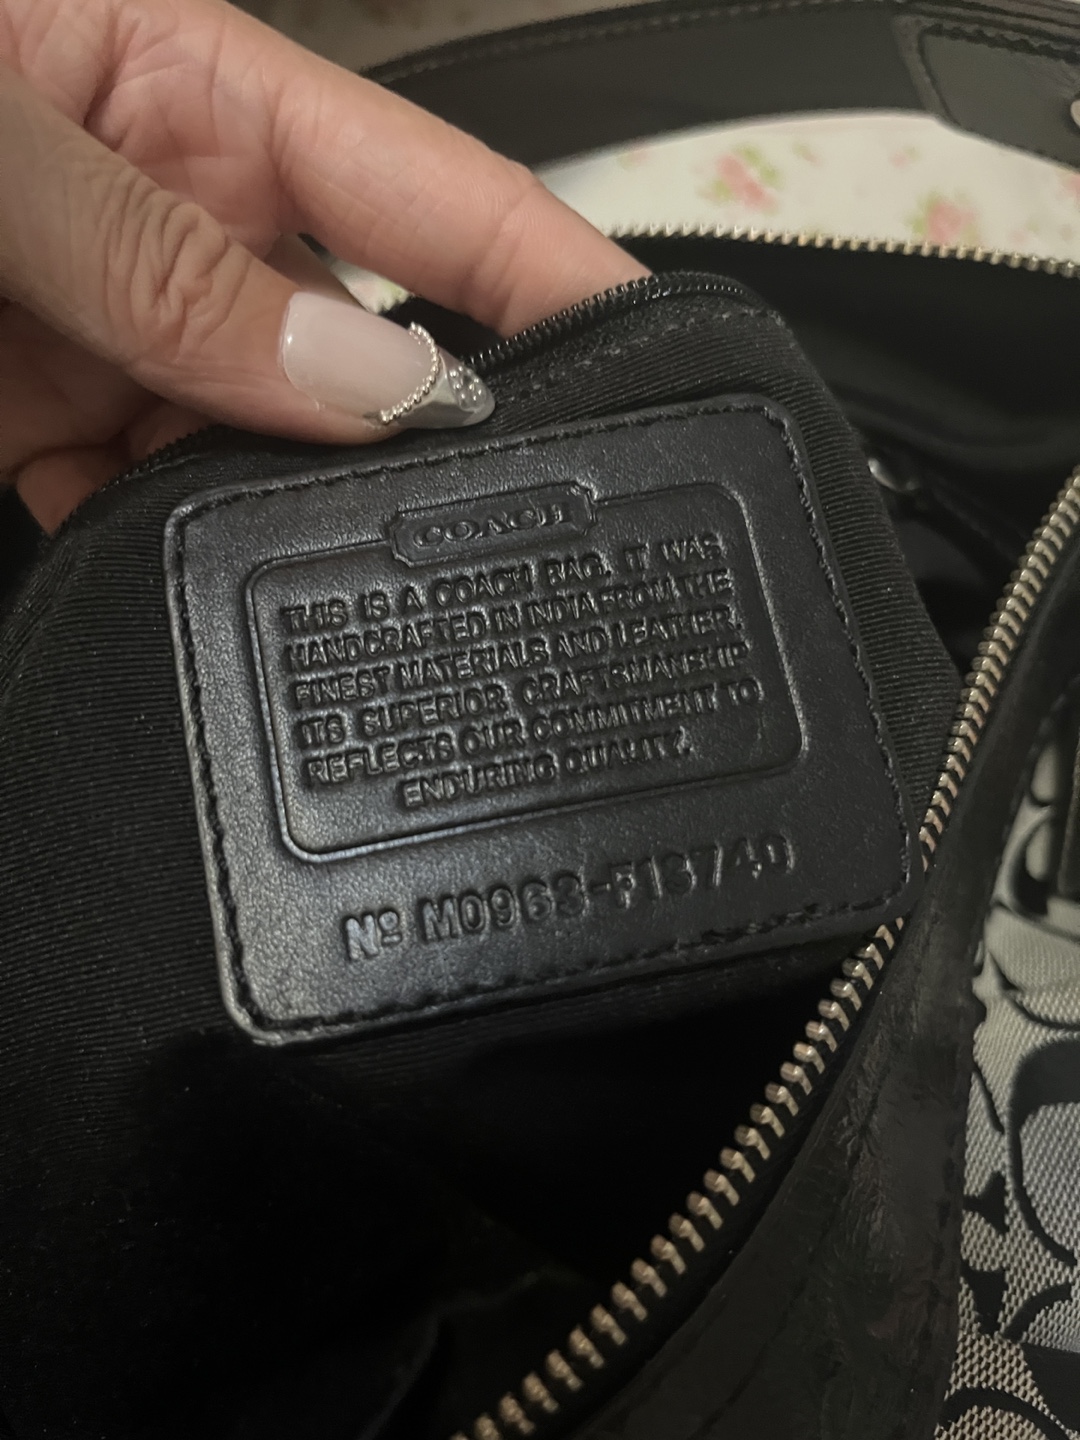 COACH
THIS IS A COACH BAG. IT WAS
HANDCRAFTED IN INDIA FROM THE
FINEST MATERIALS AND LEATHER.
ITS SUPERIOR CRAFTSMANSHIP
REFLECTS OUR COMMITMENT TO
ENDURING QUALITY.
Nº M0963-F13740